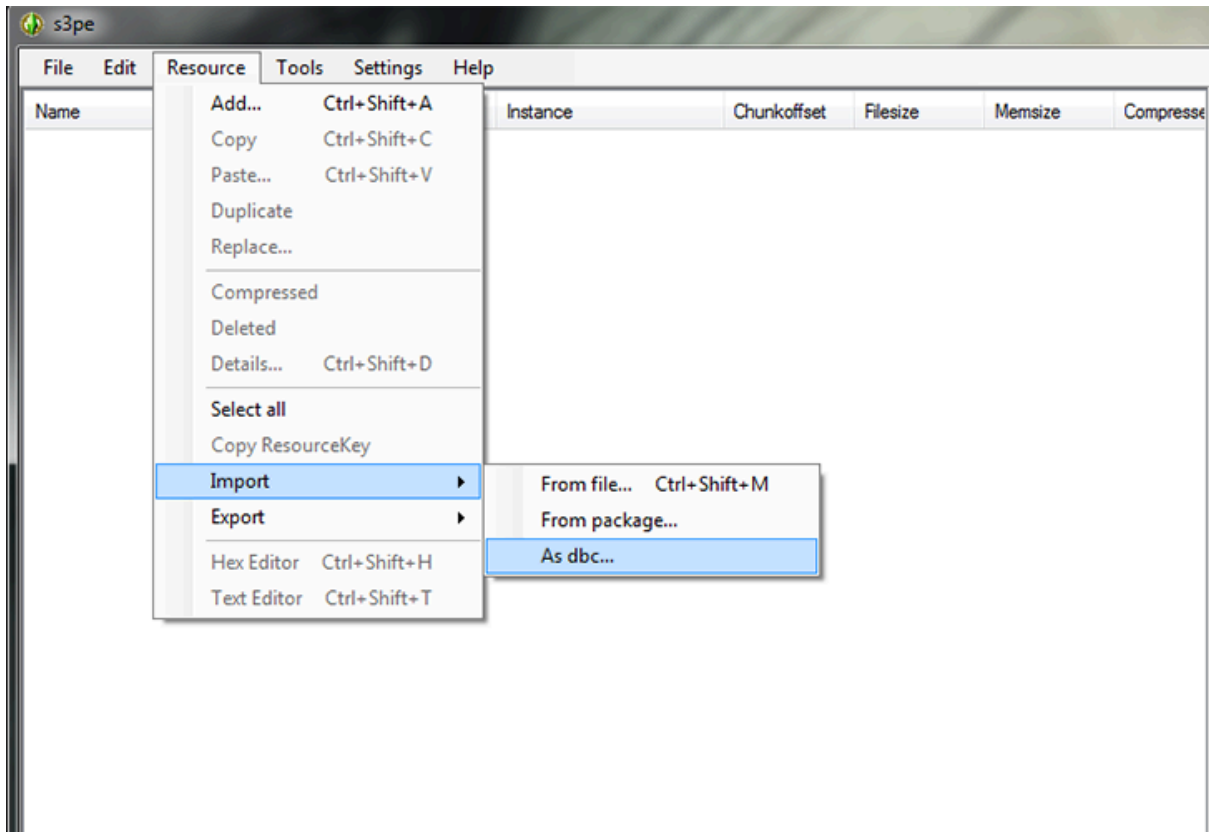 s3pe
File Edit Resource Tools Settings Help
Name Instance Chunkoffset Filesize Memsize Compresse
Add... Ctrl+Shift+A
Copy Ctrl+Shift+C
Paste... Ctrl+Shift+V
Duplicate
Replace...
Compressed
Deleted
Details... Ctrl+Shift+D
Select all
Copy ResourceKey
Import
From file... Ctrl+Shift+M
From package...
As dbc...
Export
Hex Editor Ctrl+Shift+H
Text Editor Ctrl+Shift+T